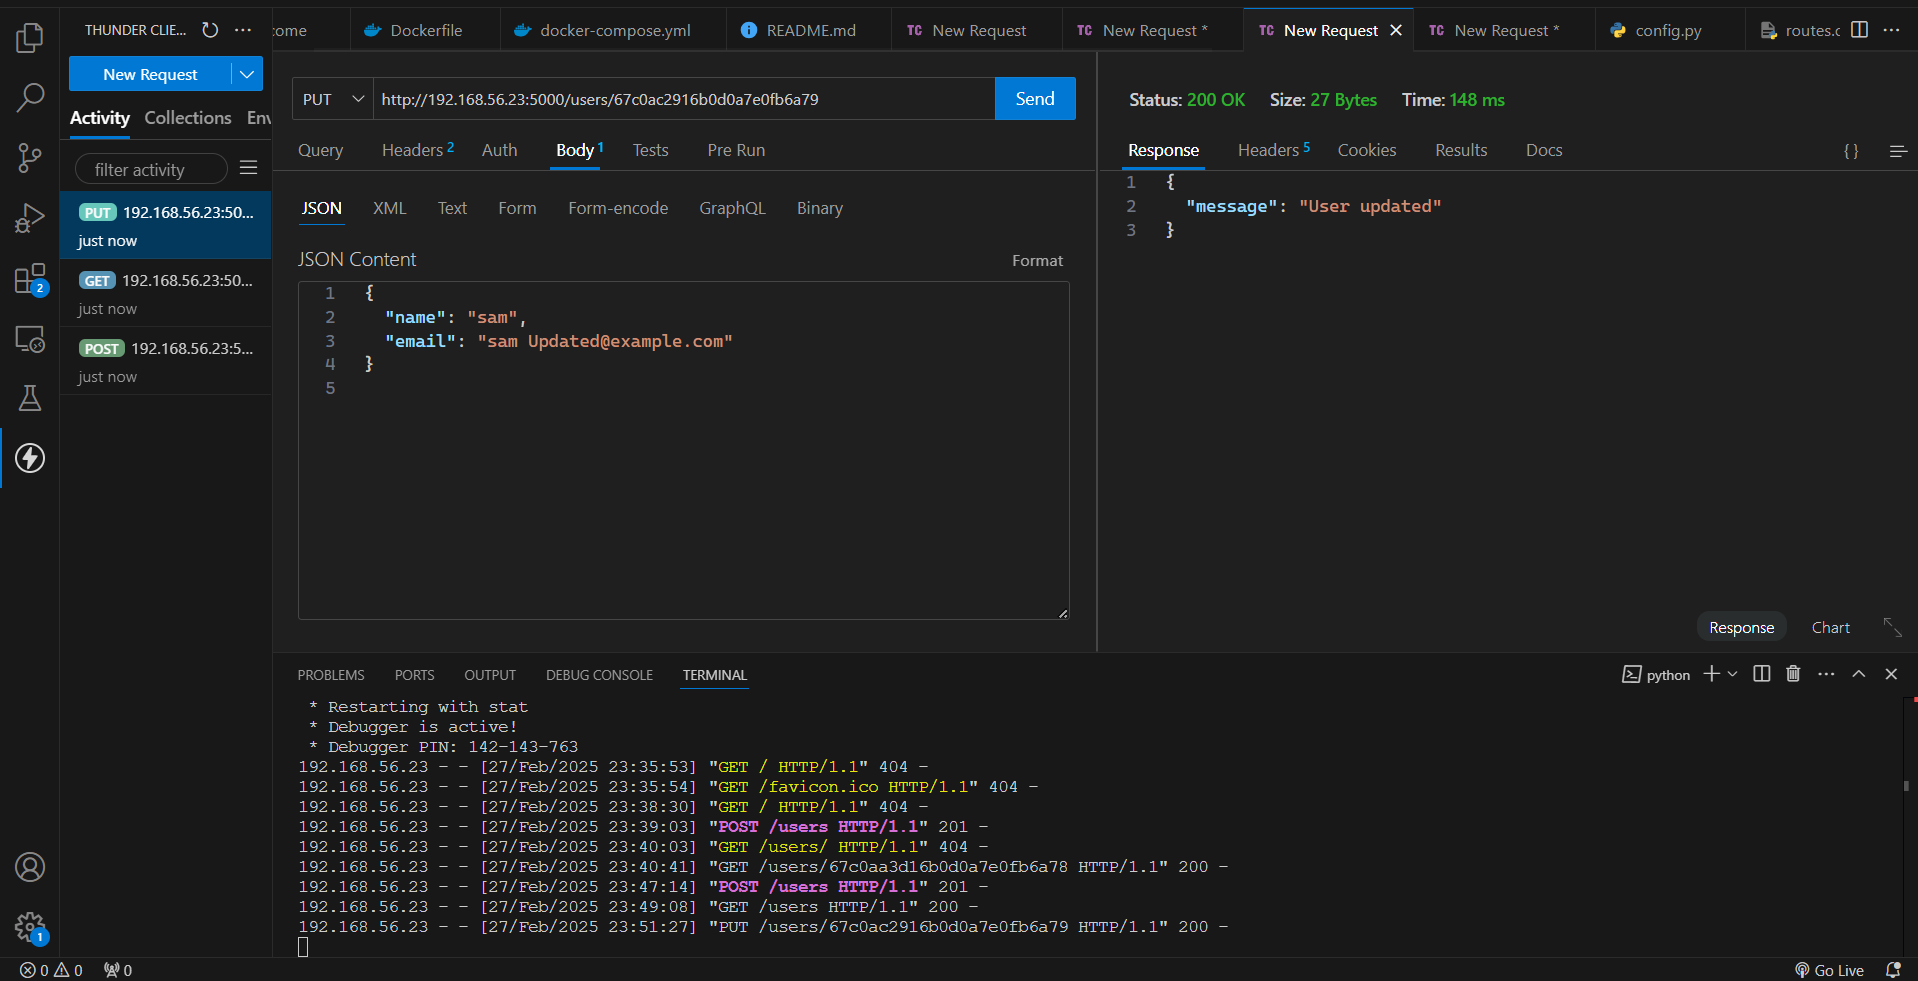 THUNDER CLIE...
ome
Dockerfile
docker-compose.yml
README.md
TC New Request
TC New Request *
TC New Request
TC New Request *
config.py
routes.c
New Request
Activity Collections Env
filter activity
PUT 192.168.56.23:50...
just now
GET 192.168.56.23:50...
just now
POST 192.168.56.23:5...
just now
2
1
PUT
http://192.168.56.23:5000/users/67c0ac2916b0d0a7e0fb6a79
Send
Query Headers 2 Auth Body 1 Tests Pre Run
JSON XML Text Form Form-encode GraphQL Binary
JSON Content
Format
1 {
2 "name": "sam",
3 "email": "sam Updated@example.com"
4 }
5
Status: 200 OK Size: 27 Bytes Time: 148 ms
Response Headers 5 Cookies Results Docs
{ }
1 {
2 "message": "User updated"
3 }
Response Chart
PROBLEMS PORTS OUTPUT DEBUG CONSOLE TERMINAL
python
* Restarting with stat
* Debugger is active!
* Debugger PIN: 142-143-763
192.168.56.23 - - [27/Feb/2025 23:35:53] "GET / HTTP/1.1" 404 -
192.168.56.23 - - [27/Feb/2025 23:35:54] "GET /favicon.ico HTTP/1.1" 404 -
192.168.56.23 - - [27/Feb/2025 23:38:30] "GET / HTTP/1.1" 404 -
192.168.56.23 - - [27/Feb/2025 23:39:03] "POST /users HTTP/1.1" 201 -
192.168.56.23 - - [27/Feb/2025 23:40:03] "GET /users/ HTTP/1.1" 404 -
192.168.56.23 - - [27/Feb/2025 23:40:41] "GET /users/67c0aa3d16b0d0a7e0fb6a78 HTTP/1.1" 200 -
192.168.56.23 - - [27/Feb/2025 23:47:14] "POST /users HTTP/1.1" 201 -
192.168.56.23 - - [27/Feb/2025 23:49:08] "GET /users HTTP/1.1" 200 -
192.168.56.23 - - [27/Feb/2025 23:51:27] "PUT /users/67c0ac2916b0d0a7e0fb6a79 HTTP/1.1" 200 -
0 0 0
Go Live